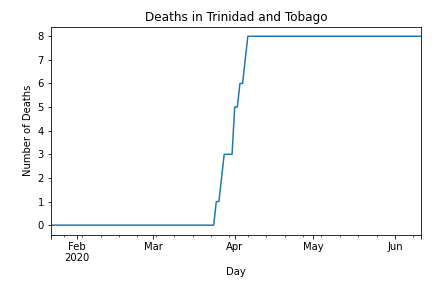 Deaths in Trinidad and Tobago
Number of Deaths
8
7
6
5
4
3
2
1
0
Feb
2020
Mar
Apr
May
Jun
Day